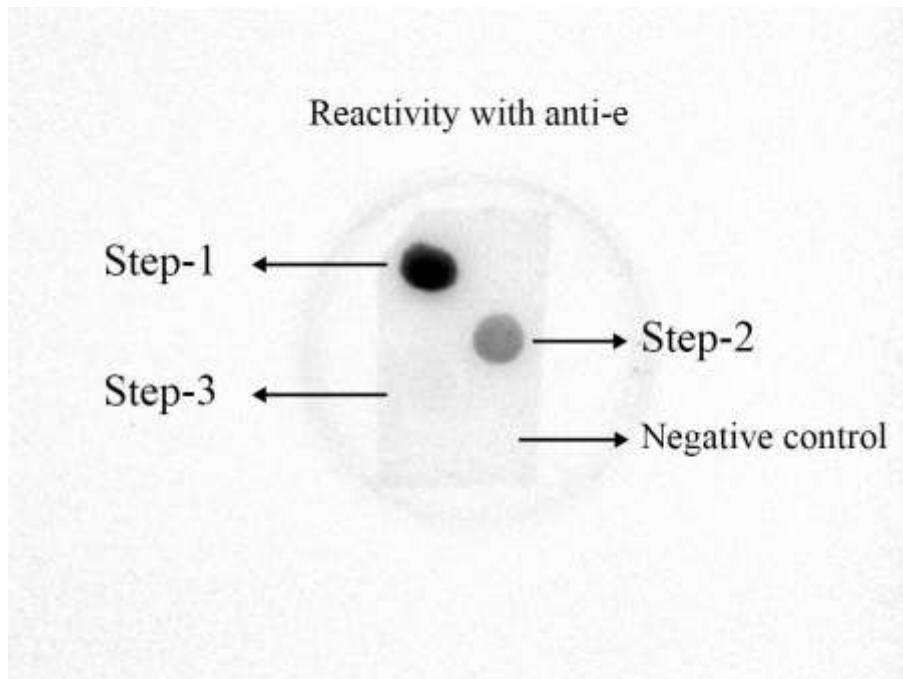 Reactivity with anti-e
Step-1
Step-2
Step-3
Negative control